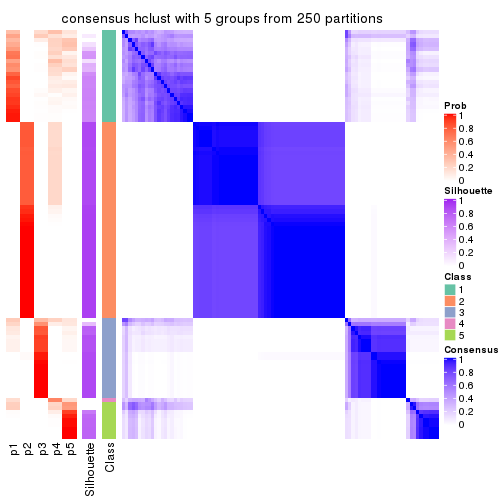 consensus hclust with 5 groups from 250 partitions
Prob
1
0.8
0.6
0.4
0.2
0
Silhouette
1
0.8
0.6
0.4
0.2
0
Class
1
2
3
4
5
Consensus
1
0.8
0.6
0.4
0.2
0
p1
p2
p3
p4
p5
Silhouette
Class